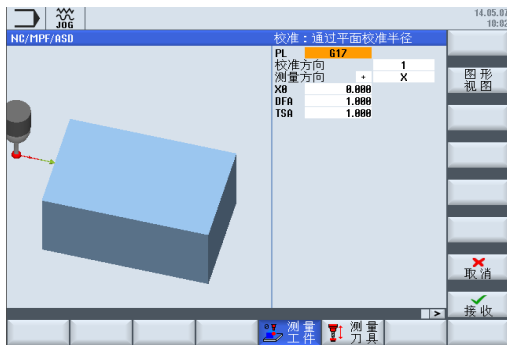 JOG
14.05.07
10:02
NC/MPF/ASD
校准：通过平面校准半径
PL G17
校准方向 1
测量方向 + X
X0 0.000
DFA 1.000
TSA 1.000
图形
视图
取消
接收
>
测量
工件
测量
刀具